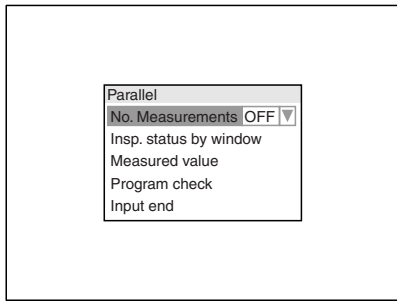 Parallel
No. Measurements OFF
Insp. status by window
Measured value
Program check
Input end